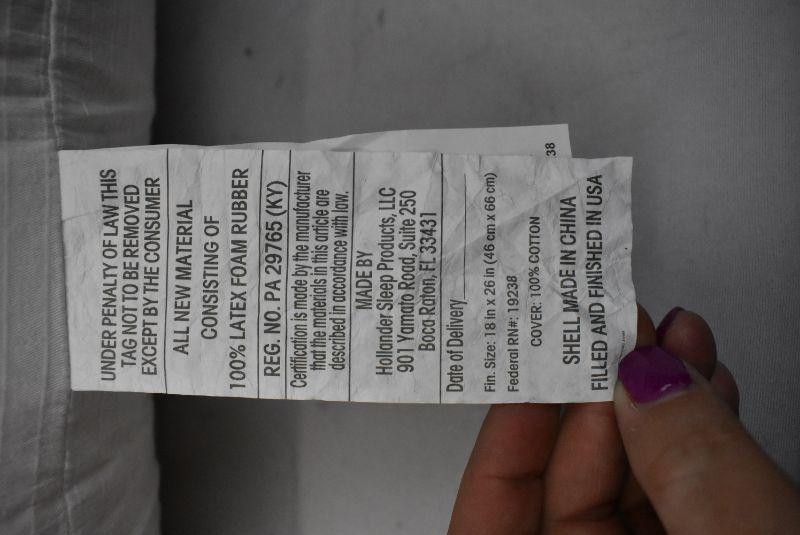 UNDER PENALTY OF LAW THIS
TAG NOT TO BE REMOVED
EXCEPT BY THE CONSUMER
ALL NEW MATERIAL
CONSISTING OF
100% LATEX FOAM RUBBER
REG. NO. PA 29765 (KY)
Certification is made by the manufacturer
that the materials in this article are
described in accordance with law.
MADE BY
Hollander Sleep Products, LLC
901 Yamato Road, Suite 250
Boca Raton, FL 33431
Date of Delivery
Fin. Size: 18 in x 26 in (46 cm x 66 cm)
Federal RN#: 19238
COVER: 100% COTTON
SHELL MADE IN CHINA
FILLED AND FINISHED IN USA
38